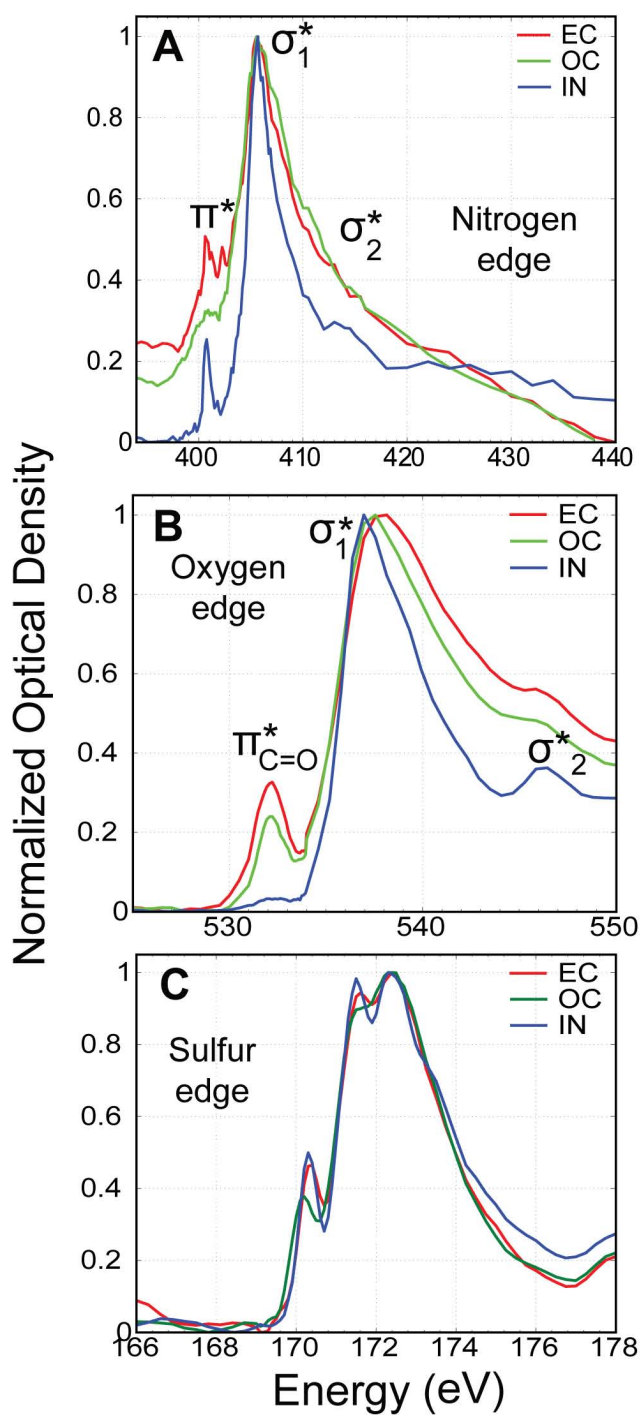 Normalized Optical Density
A
σ*1
EC
OC
IN
π*
σ*2
Nitrogen
edge
1
0.8
0.6
0.4
0.2
0
400
410
420
430
440
B
σ*1
EC
OC
IN
Oxygen
edge
π*C=O
σ*2
1
0.8
0.6
0.4
0.2
0
530
540
550
C
EC
OC
IN
Sulfur
edge
1
0.8
0.6
0.4
0.2
0
166
168
170
172
174
176
178
Energy (eV)